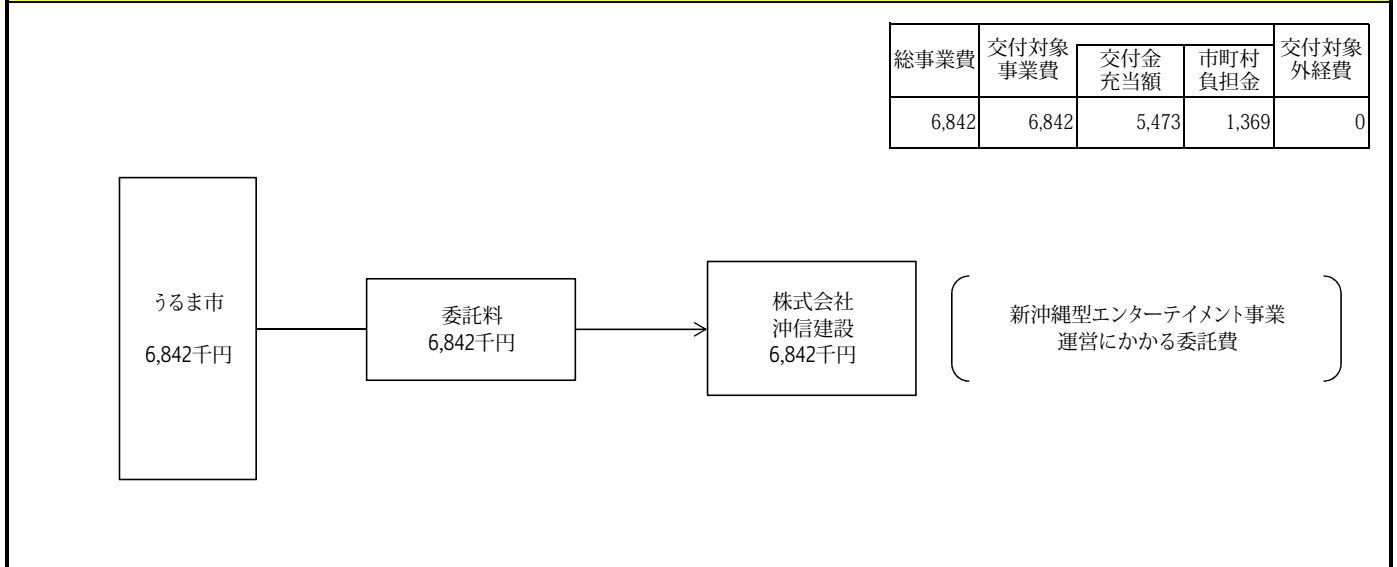 総事業費
交付対象
事業費
交付金
充当額
市町村
負担金
交付対象
外経費
6,842
6,842
5,473
1,369
0
うるま市
6,842千円
委託料
6,842千円
株式会社
沖信建設
6,842千円
新沖縄型エンターテイメント事業
運営にかかる委託費